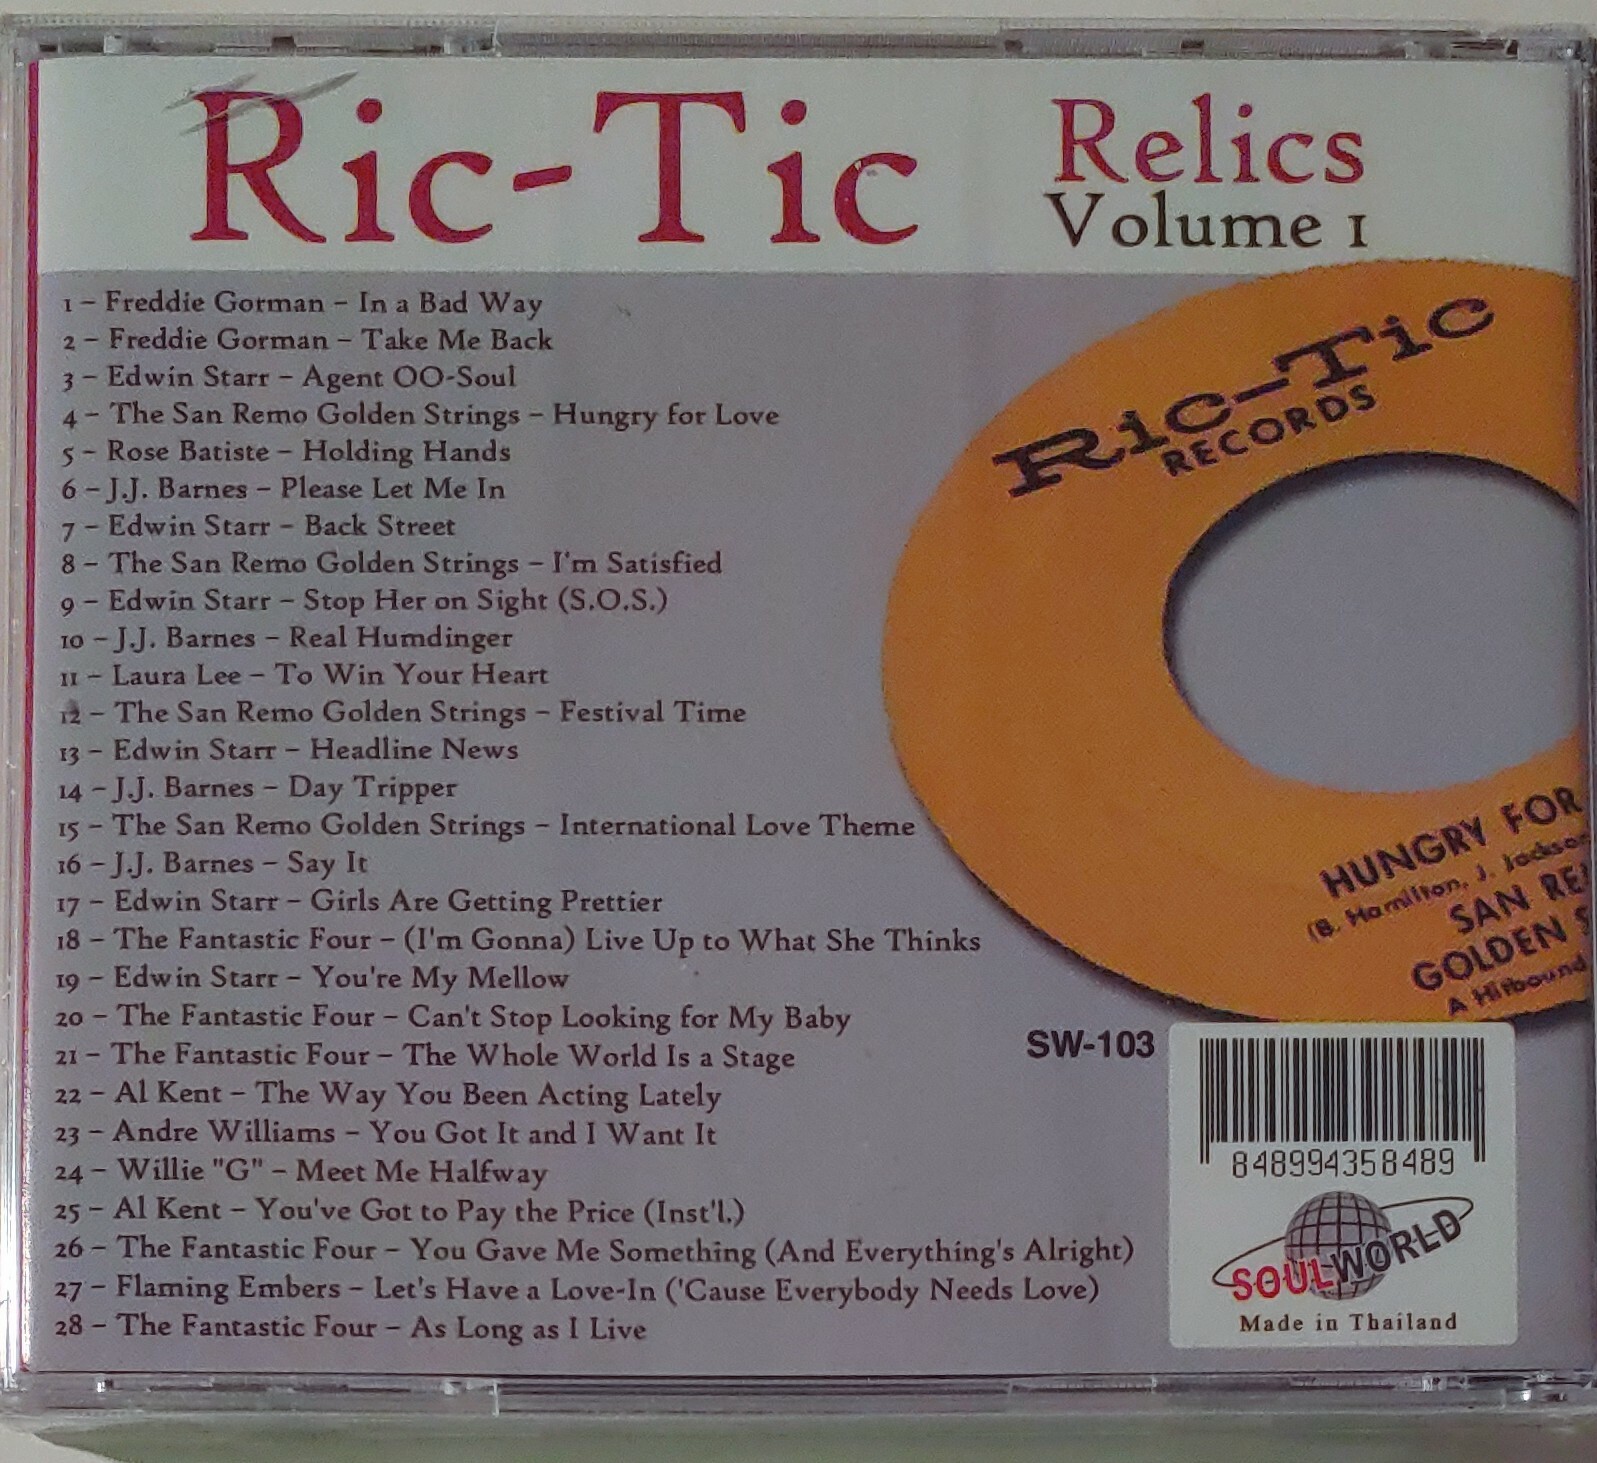 Ric-Tic Relics
Volume 1
1 – Freddie Gorman – In a Bad Way
2 – Freddie Gorman – Take Me Back
3 – Edwin Starr – Agent OO-Soul
4 – The San Remo Golden Strings – Hungry for Love
5 – Rose Batiste – Holding Hands
6 – J.J. Barnes – Please Let Me In
7 – Edwin Starr – Back Street
8 – The San Remo Golden Strings – I'm Satisfied
9 – Edwin Starr – Stop Her on Sight (S.O.S.)
10 – J.J. Barnes – Real Humdinger
11 – Laura Lee – To Win Your Heart
12 – The San Remo Golden Strings – Festival Time
13 – Edwin Starr – Headline News
14 – J.J. Barnes – Day Tripper
15 – The San Remo Golden Strings – International Love Theme
16 – J.J. Barnes – Say It
17 – Edwin Starr – Girls Are Getting Prettier
18 – The Fantastic Four – (I'm Gonna) Live Up to What She Thinks
19 – Edwin Starr – You're My Mellow
20 – The Fantastic Four – Can't Stop Looking for My Baby
21 – The Fantastic Four – The Whole World Is a Stage
22 – Al Kent – The Way You Been Acting Lately
23 – Andre Williams – You Got It and I Want It
24 – Willie "G" – Meet Me Halfway
25 – Al Kent – You've Got to Pay the Price (Inst'l.)
26 – The Fantastic Four – You Gave Me Something (And Everything's Alright)
27 – Flaming Embers – Let's Have a Love-In ('Cause Everybody Needs Love)
28 – The Fantastic Four – As Long as I Live
Ric-Tic
RECORDS
HUNGRY FOR
(B. Hamilton, J. Jackson
SAN RE
GOLDEN S
A Hitbound
SW-103
848994358489
SOULWORLD
Made in Thailand